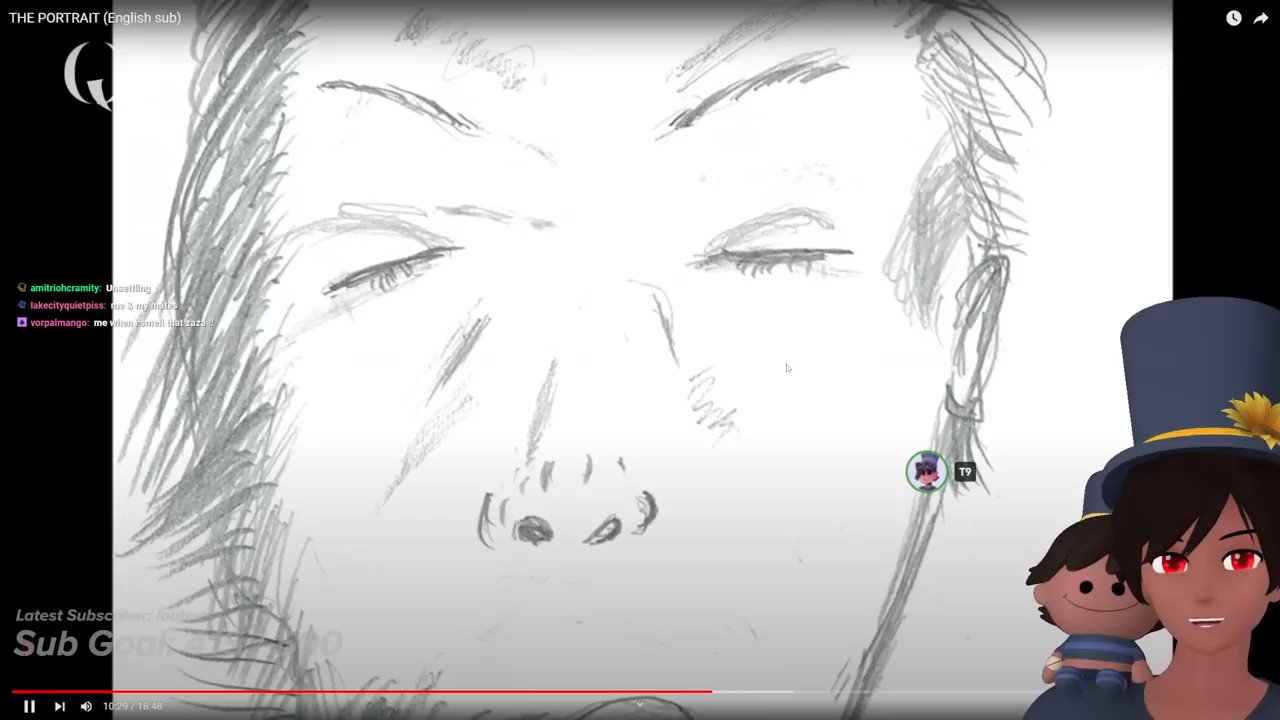 THE PORTRAIT (English sub)
amitriohcramity: Unsettling
lakecityquietpiss: me & my mates
vorpalmango: me when i smell that zaza !!
T9
Latest Subscriber:
Sub Goal:
10:29 / 18:48